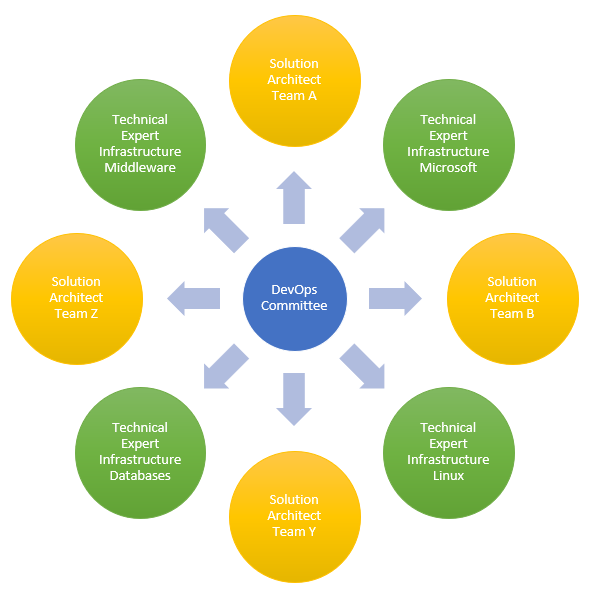 Solution
Architect
Team A
Technical
Expert
Infrastructure
Middleware
Technical
Expert
Infrastructure
Microsoft
Solution
Architect
Team Z
DevOps
Committee
Solution
Architect
Team B
Technical
Expert
Infrastructure
Databases
Technical
Expert
Infrastructure
Linux
Solution
Architect
Team Y